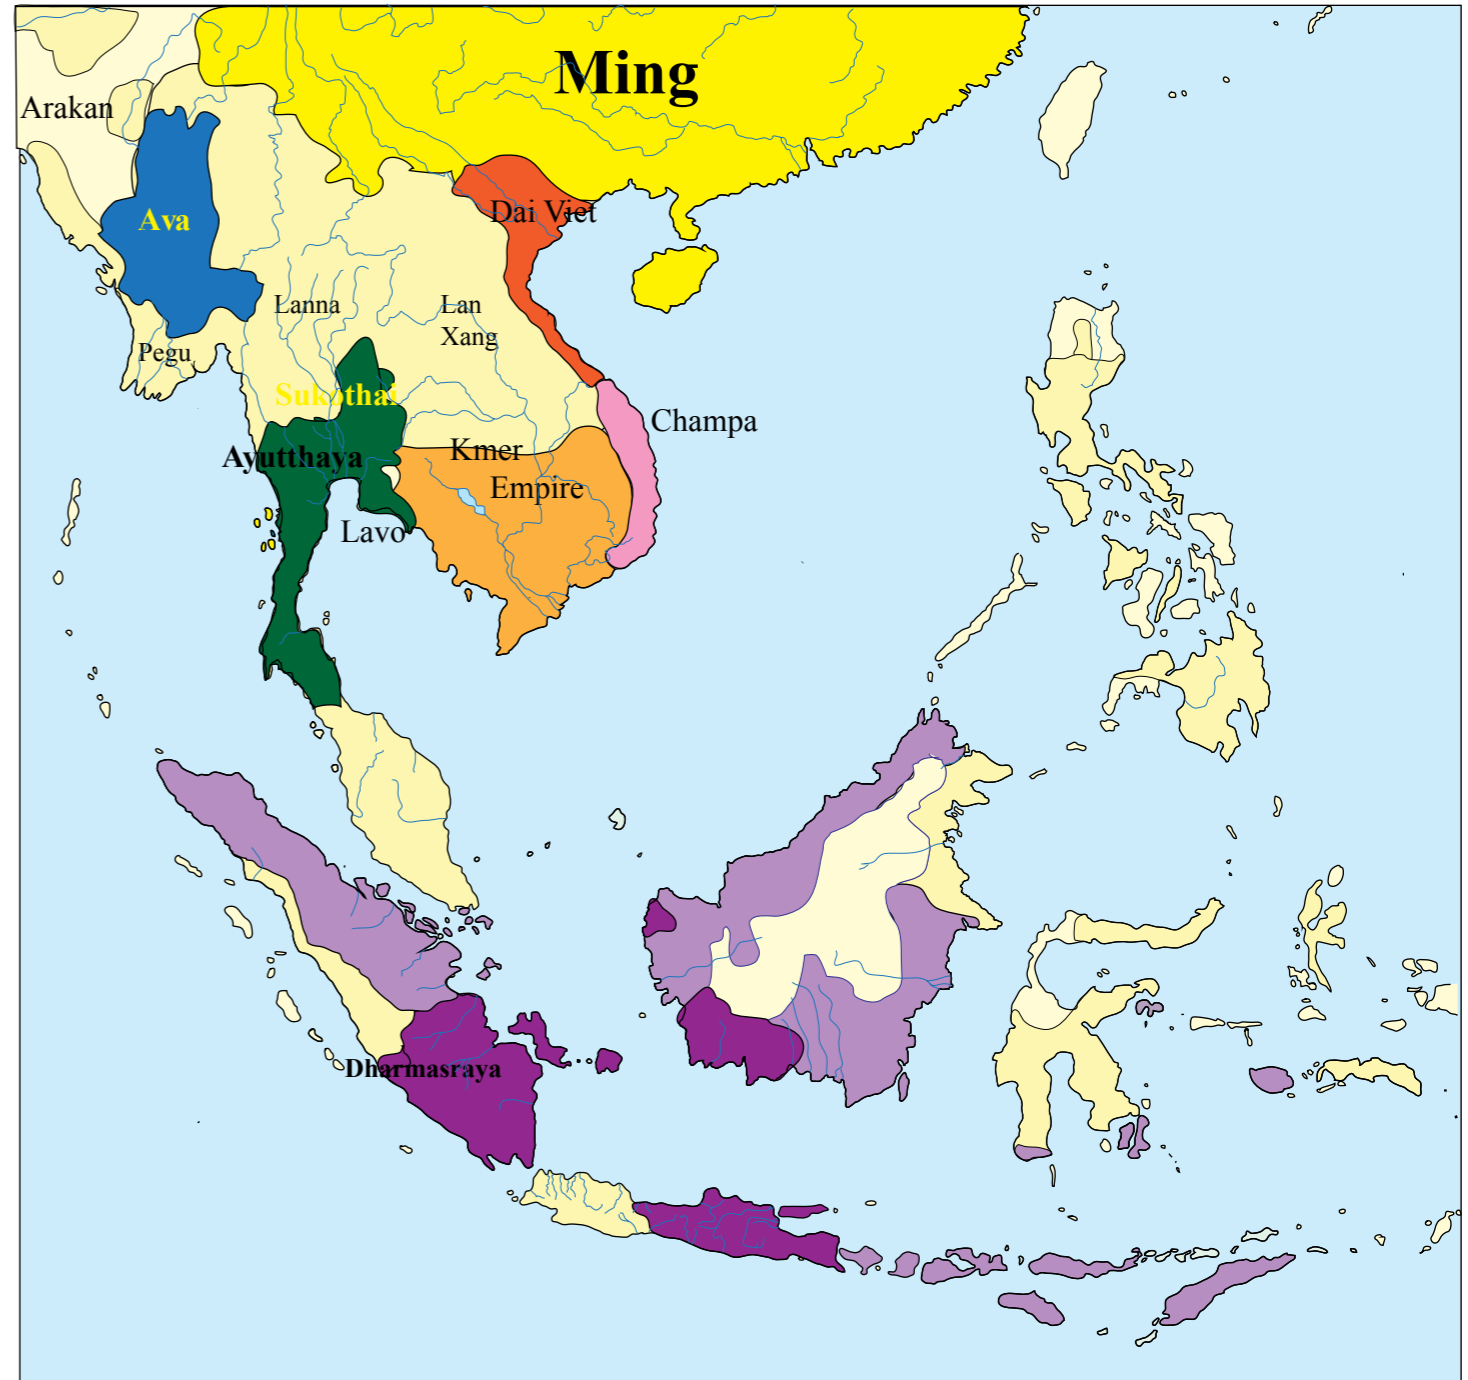 Ming
Arakan
Ava
Dai Viet
Lanna
Lan
Xang
Pegu
Sukothai
Champa
Ayutthaya
Kmer
Empire
Lavo
Dharmasraya